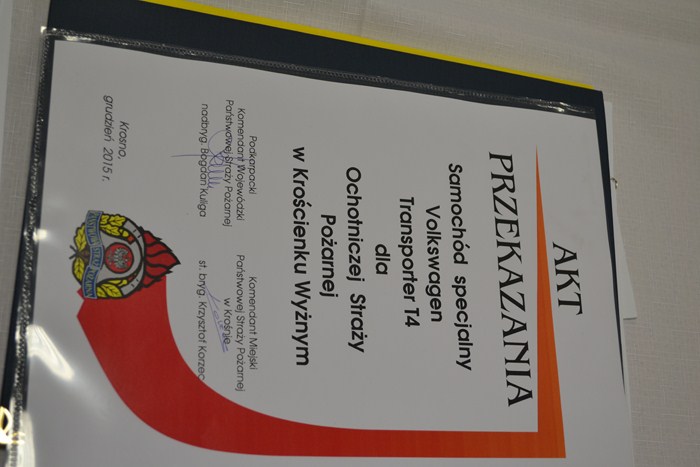 AKT
PRZEKAZANIA
Samochód specjalny
Volkswagen
Transporter T4
dla
Ochotniczej Straży
Pożarnej
w Krościenku Wyżnym
Podkarpacki
Komendant Wojewódzki
Państwowej Straży Pożarnej
nadbryg. Bogdan Kuliga
Komendant Miejski
Państwowej Straży Pożarnej
w Krośnie
st. bryg. Krzysztof Korzec
Krosno,
grudzień 2015 r.